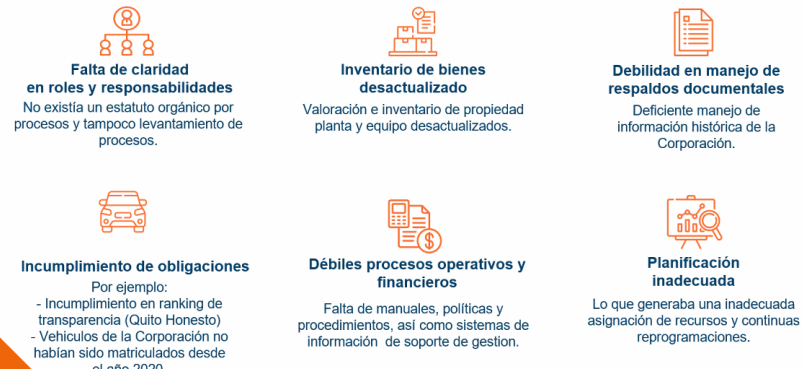 Falta de claridad
en roles y responsabilidades
No existía un estatuto orgánico por
procesos y tampoco levantamiento de
procesos.
Inventario de bienes
desactualizado
Valoración e inventario de propiedad
planta y equipo desactualizados.
Debilidad en manejo de
respaldos documentales
Deficiente manejo de
información histórica de la
Corporación.
Incumplimiento de obligaciones
Por ejemplo:
- Incumplimiento en ranking de
transparencia (Quito Honesto)
- Vehiculos de la Corporación no
habían sido matriculados desde
el año 2020
Débiles procesos operativos y
financieros
Falta de manuales, políticas y
procedimientos, así como sistemas de
información de soporte de gestion.
Planificación
inadecuada
Lo que generaba una inadecuada
asignación de recursos y continuas
reprogramaciones.